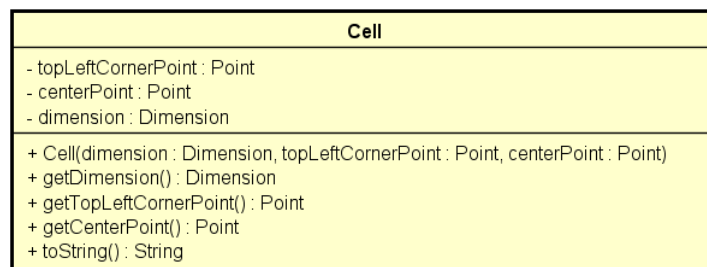 Cell
- topLeftCornerPoint : Point
- centerPoint : Point
- dimension : Dimension
+ Cell(dimension : Dimension, topLeftCornerPoint : Point, centerPoint : Point)
+ getDimension() : Dimension
+ getTopLeftCornerPoint() : Point
+ getCenterPoint() : Point
+ toString() : String